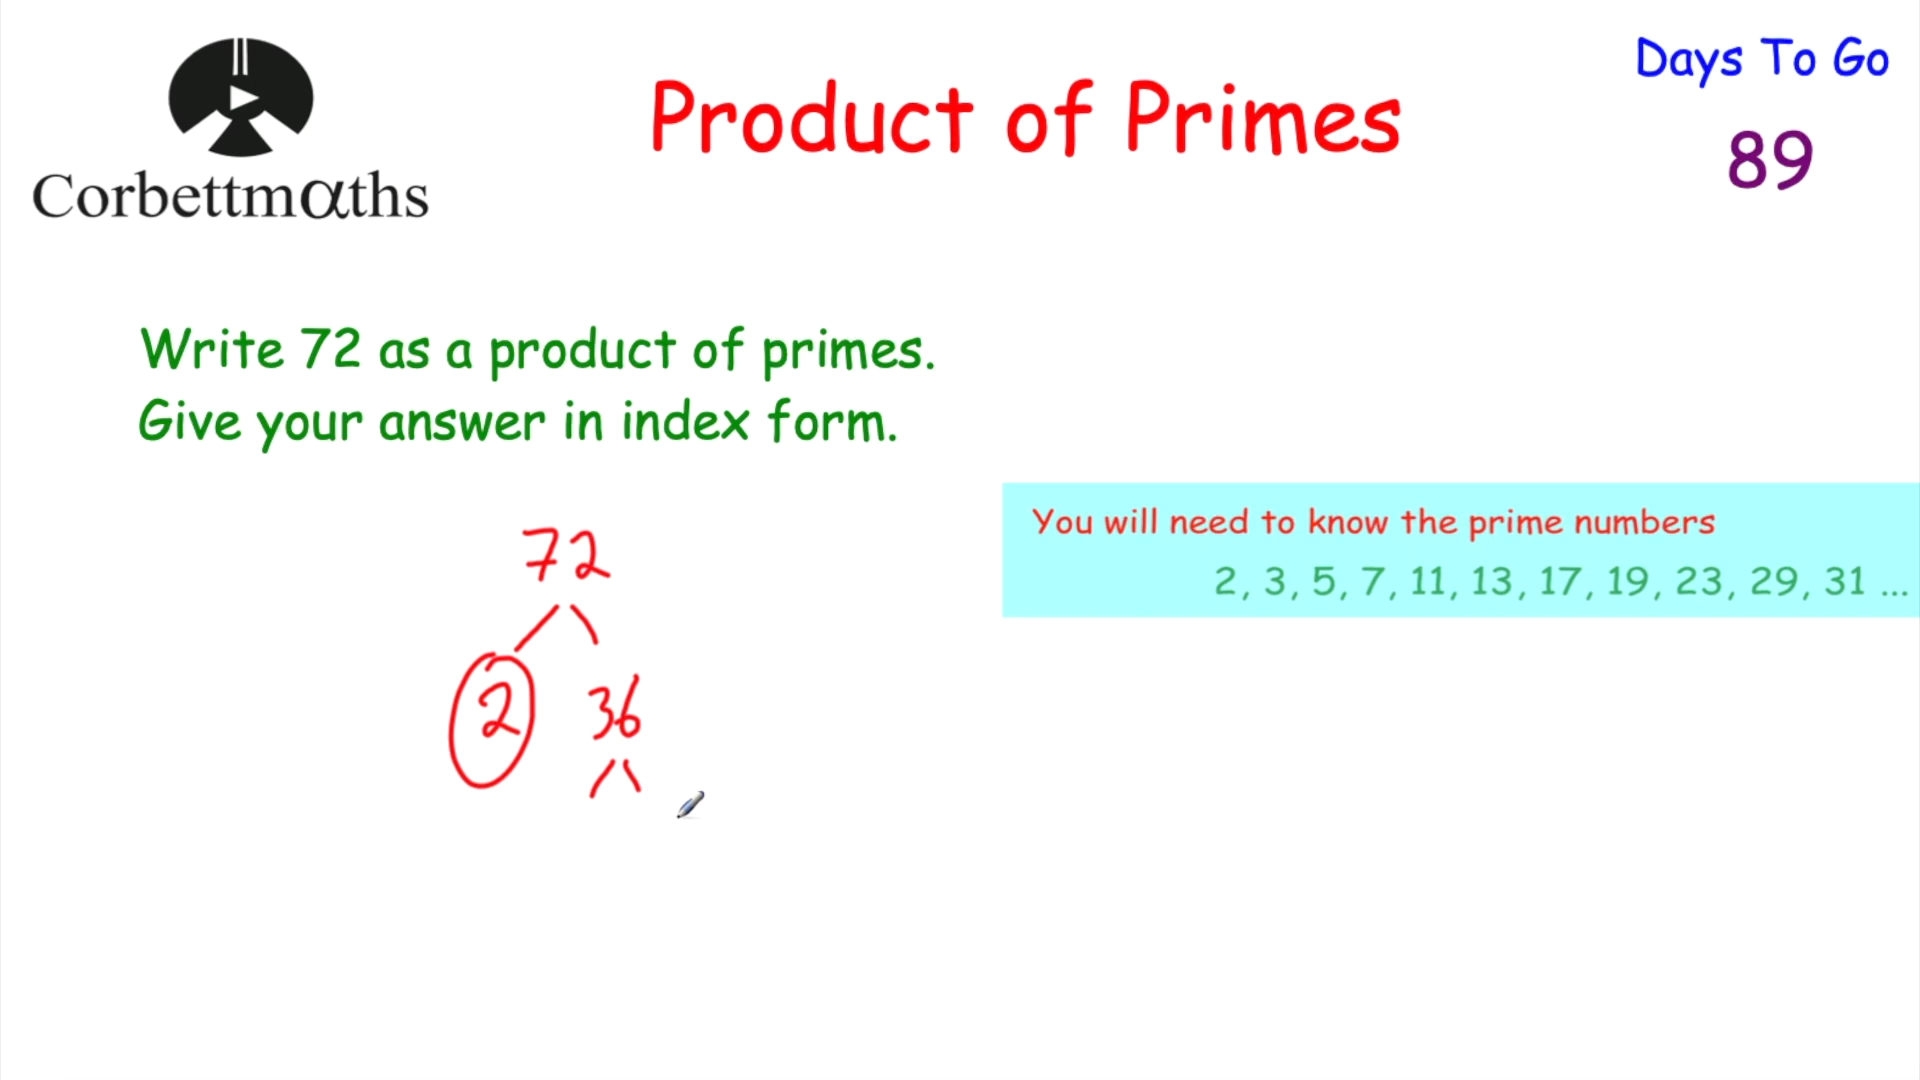 Corbettmαths
Product of Primes
Days To Go
89
Write 72 as a product of primes.
Give your answer in index form.
72
2 36
You will need to know the prime numbers
2, 3, 5, 7, 11, 13, 17, 19, 23, 29, 31 ...